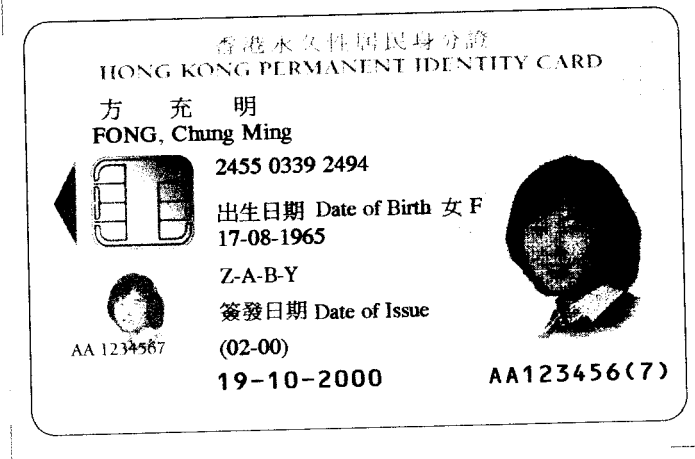 香港永久性居民身分證
HONG KONG PERMANENT IDENTITY CARD
方 充 明
FONG, Chung Ming
2455 0339 2494
出生日期 Date of Birth 女 F
17-08-1965
Z-A-B-Y
簽發日期 Date of Issue
AA 1234567
(02-00)
19-10-2000
AA123456(7)